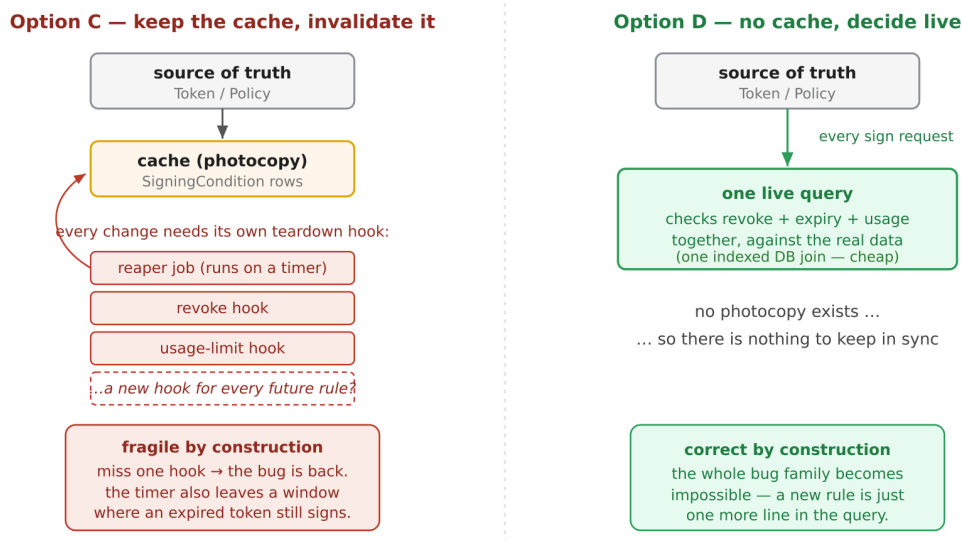 Option C — keep the cache, invalidate it
source of truth
Token / Policy
cache (photocopy)
SigningCondition rows
every change needs its own teardown hook:
reaper job (runs on a timer)
revoke hook
usage-limit hook
…a new hook for every future rule?
fragile by construction
miss one hook → the bug is back.
the timer also leaves a window
where an expired token still signs.
Option D — no cache, decide live
source of truth
Token / Policy
every sign request
one live query
checks revoke + expiry + usage
together, against the real data
(one indexed DB join — cheap)
no photocopy exists …
… so there is nothing to keep in sync
correct by construction
the whole bug family becomes
impossible — a new rule is just
one more line in the query.